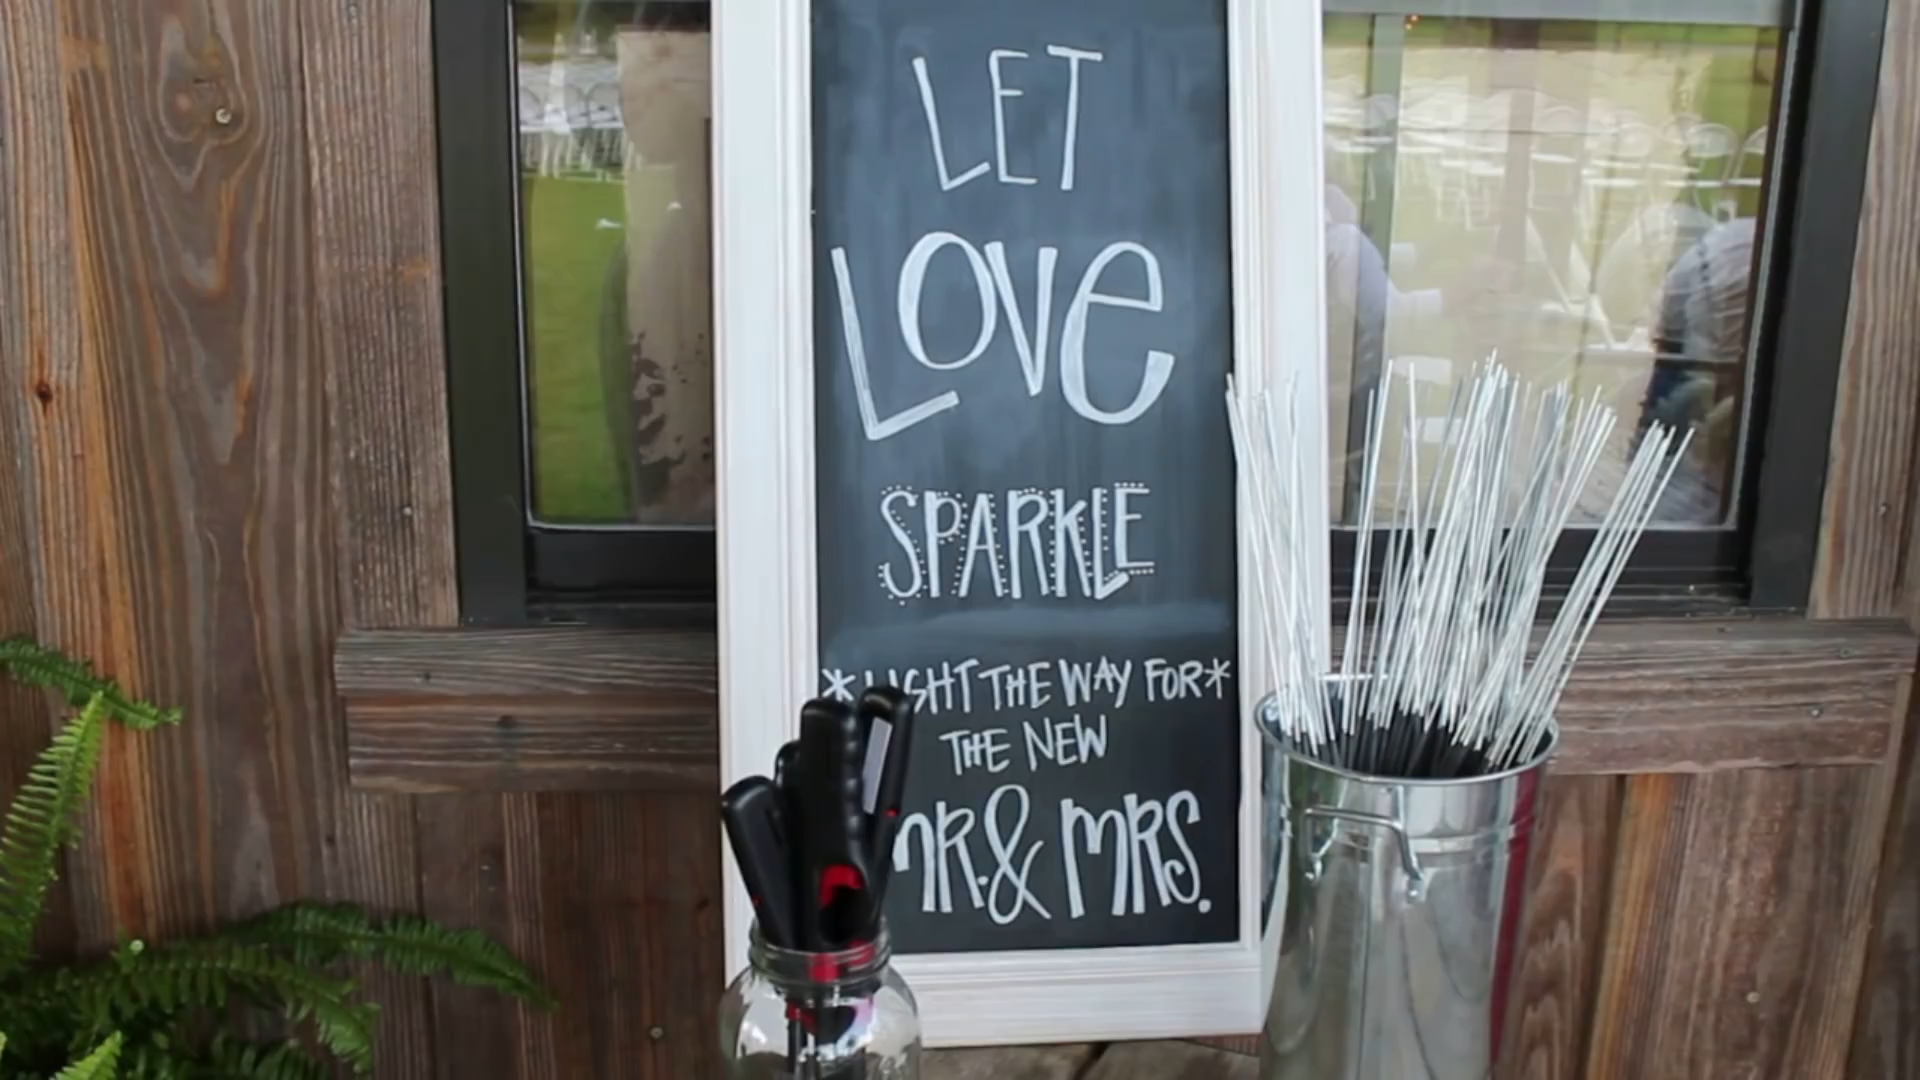 LET
LOVe
SPARKLE
*LIGHT THE WAY FOR*
THE NEW
MR. & MRS.